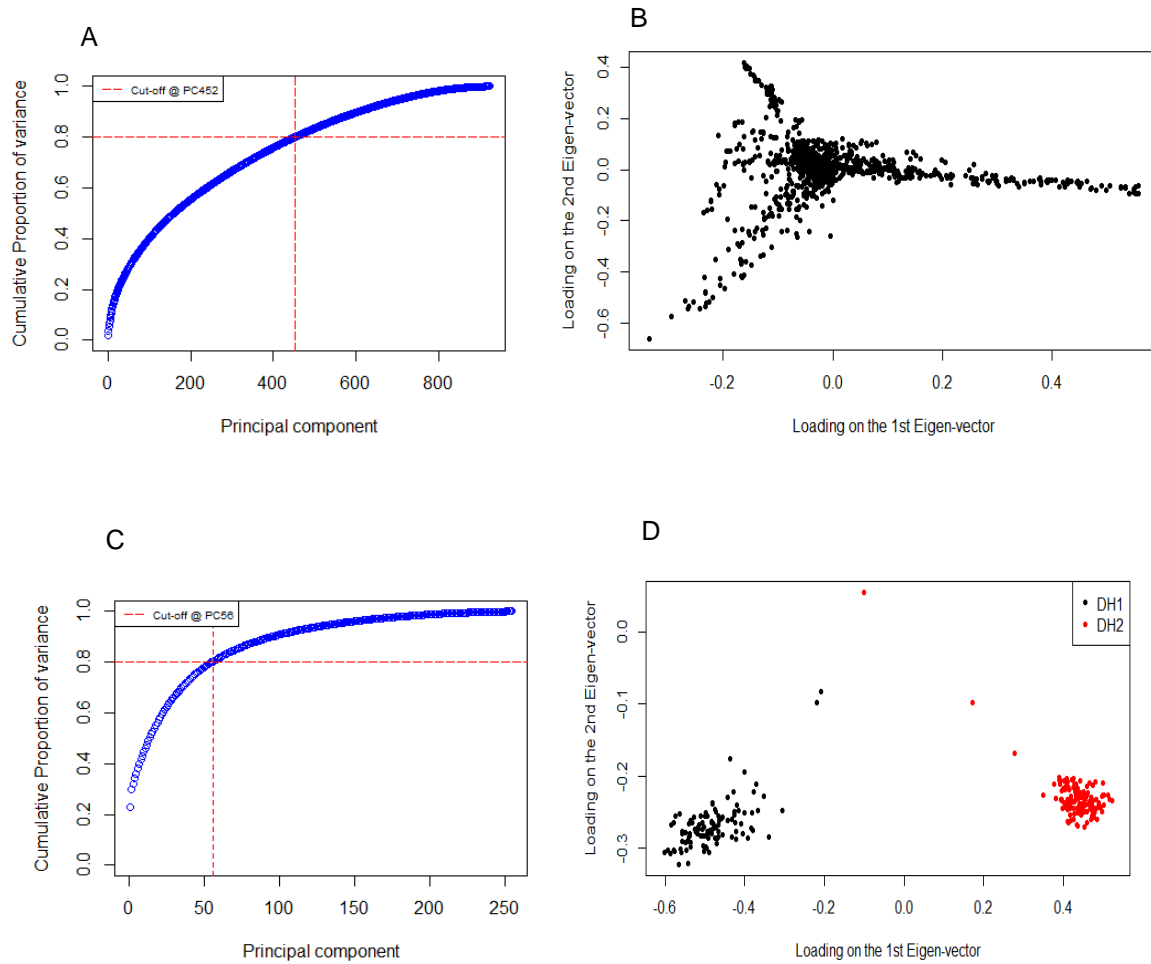 A
Cumulative Proportion of variance
0.0 0.2 0.4 0.6 0.8 1.0
Cut-off @ PC452
0 200 400 600 800
Principal component
B
Loading on the 2nd Eigen-vector
-0.6 -0.4 -0.2 0.0 0.2 0.4
-0.2 0.0 0.2 0.4
Loading on the 1st Eigen-vector
C
Cumulative Proportion of variance
0.0 0.2 0.4 0.6 0.8 1.0
Cut-off @ PC56
0 50 100 150 200 250
Principal component
D
Loading on the 2nd Eigen-vector
-0.3 -0.2 -0.1 0.0
DH1
DH2
-0.6 -0.4 -0.2 0.0 0.2 0.4
Loading on the 1st Eigen-vector